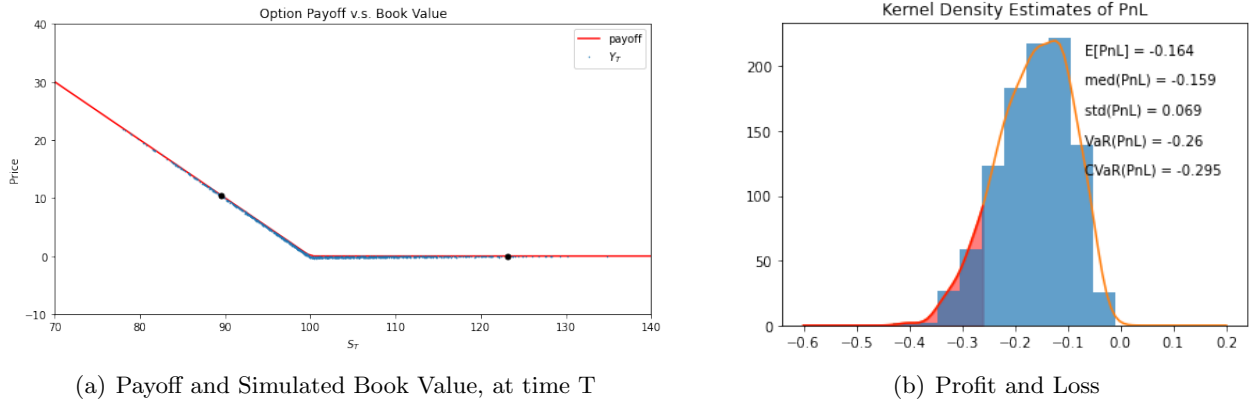 Option Payoff v.s. Book Value
40
30
20
10
0
-10
Price
payoff
Y_T
70 80 90 100 110 120 130 140
S_T
(a) Payoff and Simulated Book Value, at time T
Kernel Density Estimates of PnL
200
150
100
50
0
E[PnL] = -0.164
med(PnL) = -0.159
std(PnL) = 0.069
VaR(PnL) = -0.26
CVaR(PnL) = -0.295
−0.6 −0.5 −0.4 −0.3 −0.2 −0.1 0.0 0.1 0.2
(b) Profit and Loss